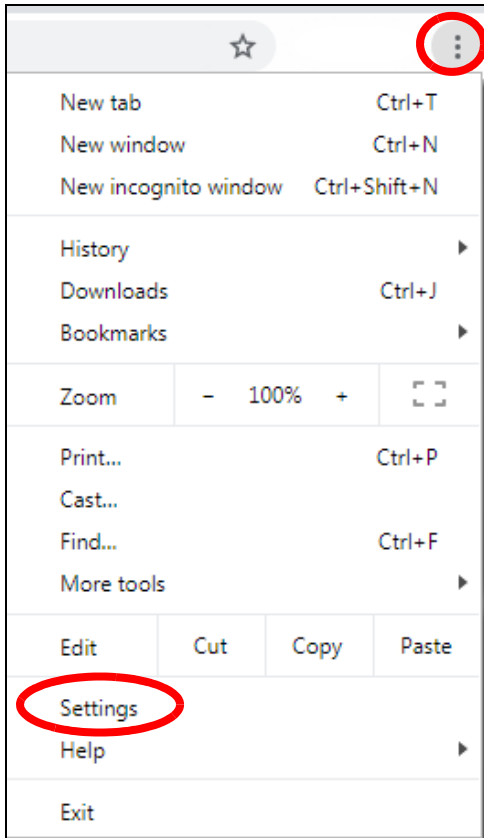 New tab Ctrl+T
New window Ctrl+N
New incognito window Ctrl+Shift+N
History
Downloads Ctrl+J
Bookmarks
Zoom - 100% +
Print... Ctrl+P
Cast...
Find... Ctrl+F
More tools
Edit Cut Copy Paste
Settings
Help
Exit